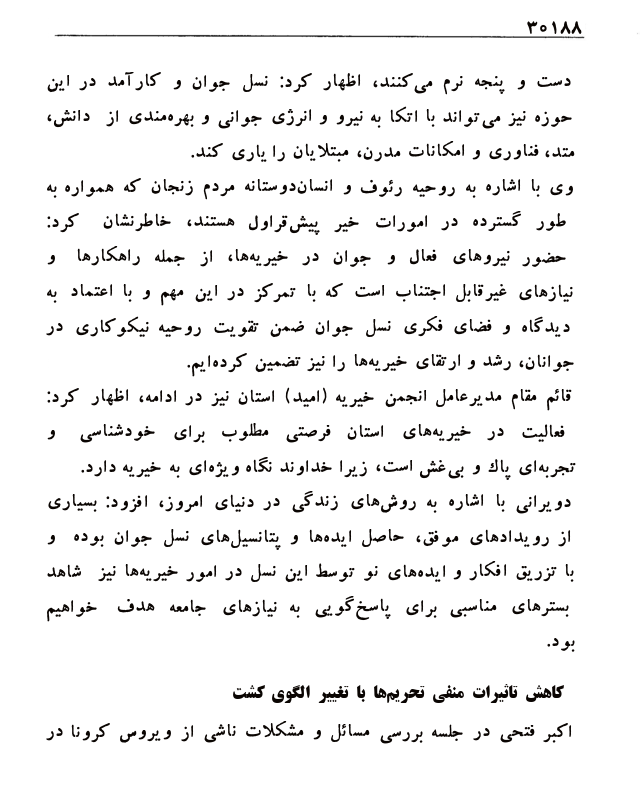 ۳۰۱۸۸
دست و پنجه نرم می‌کنند، اظهار کرد: نسل جوان و کارآمد در این
حوزه نیز می‌تواند با اتکا به نیرو و انرژی جوانی و بهره‌مندی از دانش،
متد، فناوری و امکانات مدرن، مبتلایان را یاری کند.
وی با اشاره به روحیه رئوف و انسان‌دوستانه مردم زنجان که همواره به
طور گسترده در امورات خیر پیش‌قراول هستند، خاطرنشان کرد:
حضور نیروهای فعال و جوان در خیریه‌ها، از جمله راهکارها و
نیازهای غیرقابل اجتناب است که با تمرکز در این مهم و با اعتماد به
دیدگاه و فضای فکری نسل جوان ضمن تقویت روحیه نیکوکاری در
جوانان، رشد و ارتقای خیریه‌ها را نیز تضمین کرده‌ایم.
قائم مقام مدیرعامل انجمن خیریه (امید) استان نیز در ادامه، اظهار کرد:
فعالیت در خیریه‌های استان فرصتی مطلوب برای خودشناسی و
تجربه‌ای پاك و بی‌غش است، زیرا خداوند نگاه ویژه‌ای به خیریه دارد.
دویرانی با اشاره به روش‌های زندگی در دنیای امروز، افزود: بسیاری
از رویدادهای موفق، حاصل ایده‌ها و پتانسیل‌های نسل جوان بوده و
با تزریق افکار و ایده‌های نو توسط این نسل در امور خیریه‌ها نیز شاهد
بسترهای مناسبی برای پاسخ‌گویی به نیازهای جامعه هدف خواهیم
بود.
کاهش تاثیرات منفی تحریم‌ها با تغییر الگوی کشت
اکبر فتحی در جلسه بررسی مسائل و مشکلات ناشی از ویروس کرونا در